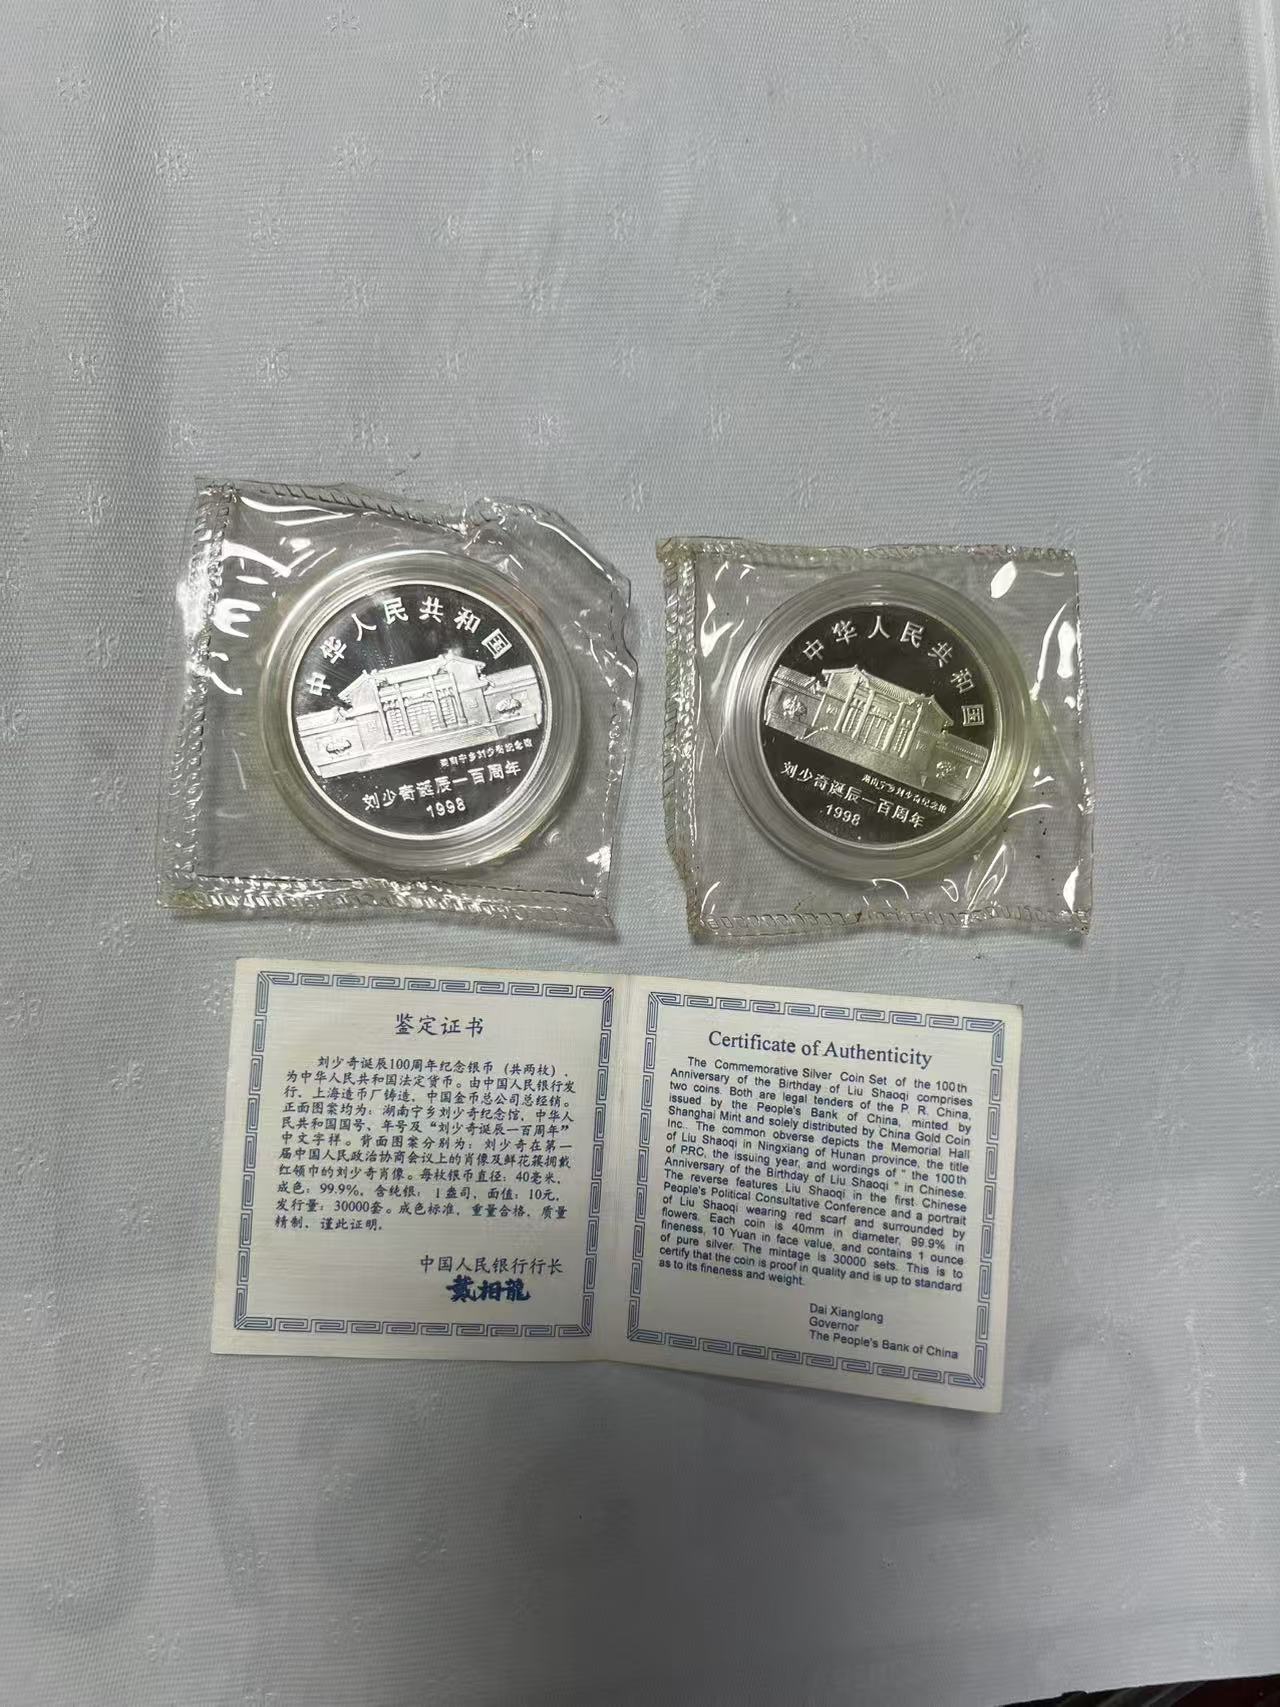 中华人民共和国
湖南宁乡刘少奇纪念馆
刘少奇诞辰一百周年
1998
中华人民共和国
湖南宁乡刘少奇纪念馆
刘少奇诞辰一百周年
1998
鉴定证书
刘少奇诞辰100周年纪念银币（共两枚），
为中华人民共和国法定货币。由中国人民银行发
行，上海造币厂铸造，中国金币总公司总经销。
正面图案均为：湖南宁乡刘少奇纪念馆，中华人
民共和国国号、年号及“刘少奇诞辰一百周年”
中文字样。背面图案分别为：刘少奇在第一
届中国人民政治协商会议上的肖像及鲜花簇拥戴
红领巾的刘少奇肖像。每枚银币直径：40毫米，
成色：99.9%，含纯银：1盎司，面值：10元，
发行量：30000套。成色标准，重量合格，质量
精制，谨此证明。
中国人民银行行长
戴相龍
Certificate of Authenticity
The Commemorative Silver Coin Set of the 100th
Anniversary of the Birthday of Liu Shaoqi comprises
two coins. Both are legal tenders of the P. R. China,
issued by the People's Bank of China, minted by
Shanghai Mint and solely distributed by China Gold Coin
Inc.. The common obverse depicts the Memorial Hall
of Liu Shaoqi in Ningxiang of Hunan province, the title
of PRC, the issuing year, and wordings of " the 100th
Anniversary of the Birthday of Liu Shaoqi " in Chinese.
The reverse features Liu Shaoqi in the first Chinese
People's Political Consultative Conference and a portrait
of Liu Shaoqi wearing red scarf and surrounded by
flowers. Each coin is 40mm in diameter, 99.9% in
fineness, 10 Yuan in face value, and contains 1 ounce
of pure silver. The mintage is 30000 sets. This is to
certify that the coin is proof in quality and is up to standard
as to its fineness and weight.
Dai Xianglong
Governor
The People's Bank of China